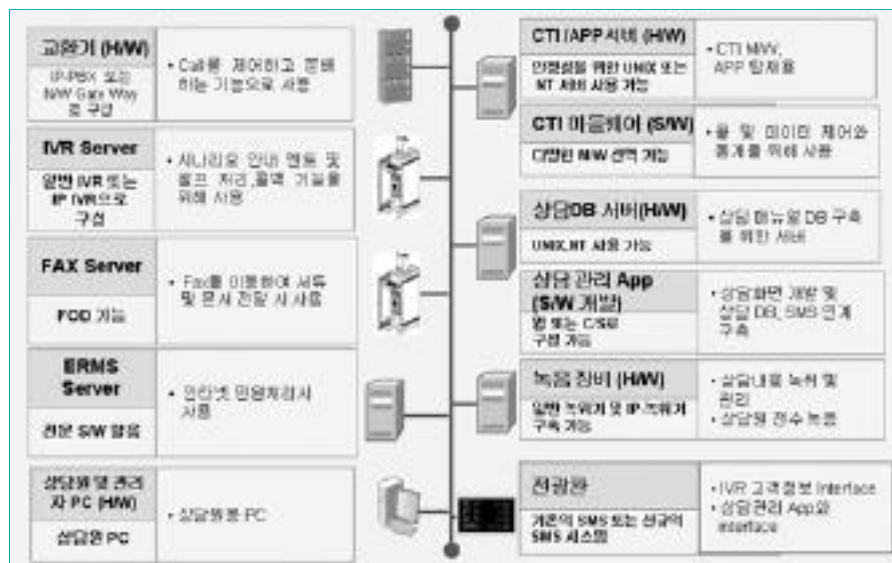 교환기 (H/W)
IP-PBX 또는
N/W Gate Way
로 구성
• Call를 제어하고 분배
하는 기능으로 사용
IVR Server
일반 IVR 또는
IP IVR으로
구성
• 시나리오 안내 멘트 및
셀프 처리,콜백 기능을
위해 사용
FAX Server
FOD 기능
• Fax를 이용하여 서류
및 문서 전달 시 사용
ERMS
Server
전문 S/W 활용
• 인터넷 민원처리시
사용
상담원 및 관리
자 PC (H/W)
상담원 PC
• 상담원용 PC
CTI /APP서버 (H/W)
안정성을 위한 UNIX 또는
NT 서버 사용 가능
• CTI M/W,
APP 탑재용
CTI 미들웨어 (S/W)
다양한 M/W 선택 가능
• 콜 및 데이터 제어와
통계를 위해 사용
상담DB 서버(H/W)
UNIX,NT 사용 가능
• 상담 매뉴얼 DB 구축
를 위한 서버
상담 관리 App
(S/W 개발)
웹 또는 C/S로
구성 가능
• 상담화면 개발 및
상담 DB, SMS 연계
구축
녹음 장비 (H/W)
일반 녹취기 및 IP 녹취기
구축 가능
• 상담내용 녹취 및
관리
• 상담원 전수 녹음
전광판
기존의 SMS 또는 신규의
SMS 시스템
• IVR 고객정보 Interface
• 상담관리 App와
interface